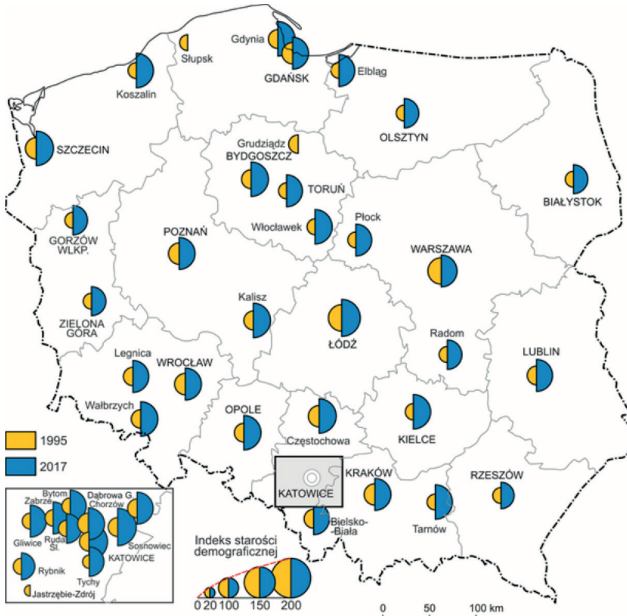 Gdynia
Słupsk
GDAŃSK
Elbląg
Koszalin
OLSZTYN
SZCZECIN
Grudziądz
BYDGOSZCZ
TORUŃ
BIAŁYSTOK
GORZÓW
WLKP.
POZNAŃ
Włocławek
Płock
WARSZAWA
ZIELONA
GÓRA
Kalisz
ŁÓDŹ
Radom
LUBLIN
Legnica
WROCŁAW
Wałbrzych
OPOLE
Częstochowa
KIELCE
1995
2017
KATOWICE
KRAKÓW
RZESZÓW
Bielsko-
-Biała
Tarnów
Bytom
Dąbrowa G.
Zabrze
Chorzów
Gliwice
Ruda
Śl.
KATOWICE
Sosnowiec
Rybnik
Tychy
Jastrzębie-Zdrój
Indeks starości
demograficznej
0 20 100 150 200
0 50 100 km